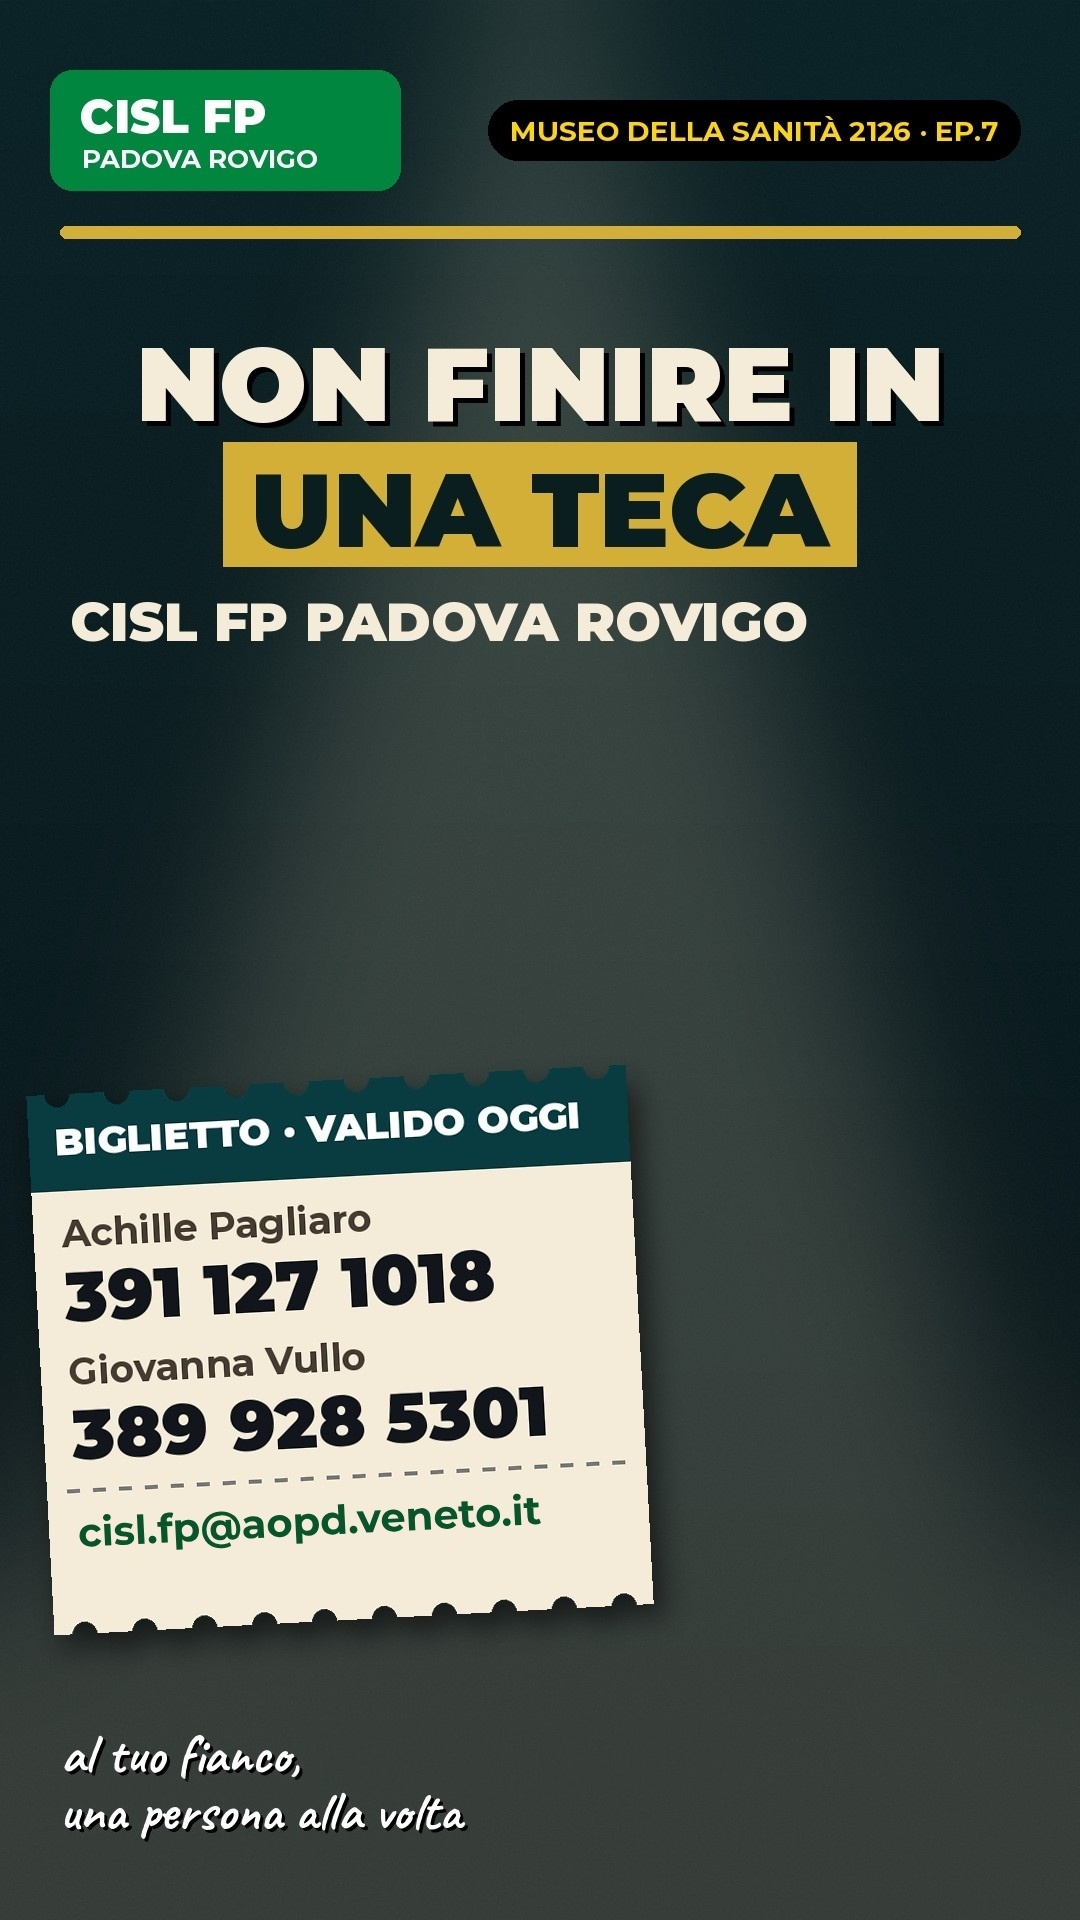 CISL FP
PADOVA ROVIGO
MUSEO DELLA SANITÀ 2126 · EP.7
NON FINIRE IN
UNA TECA
CISL FP PADOVA ROVIGO
BIGLIETTO · VALIDO OGGI
Achille Pagliaro
391 127 1018
Giovanna Vullo
389 928 5301
cisl.fp@aopd.veneto.it
al tuo fianco,
una persona alla volta